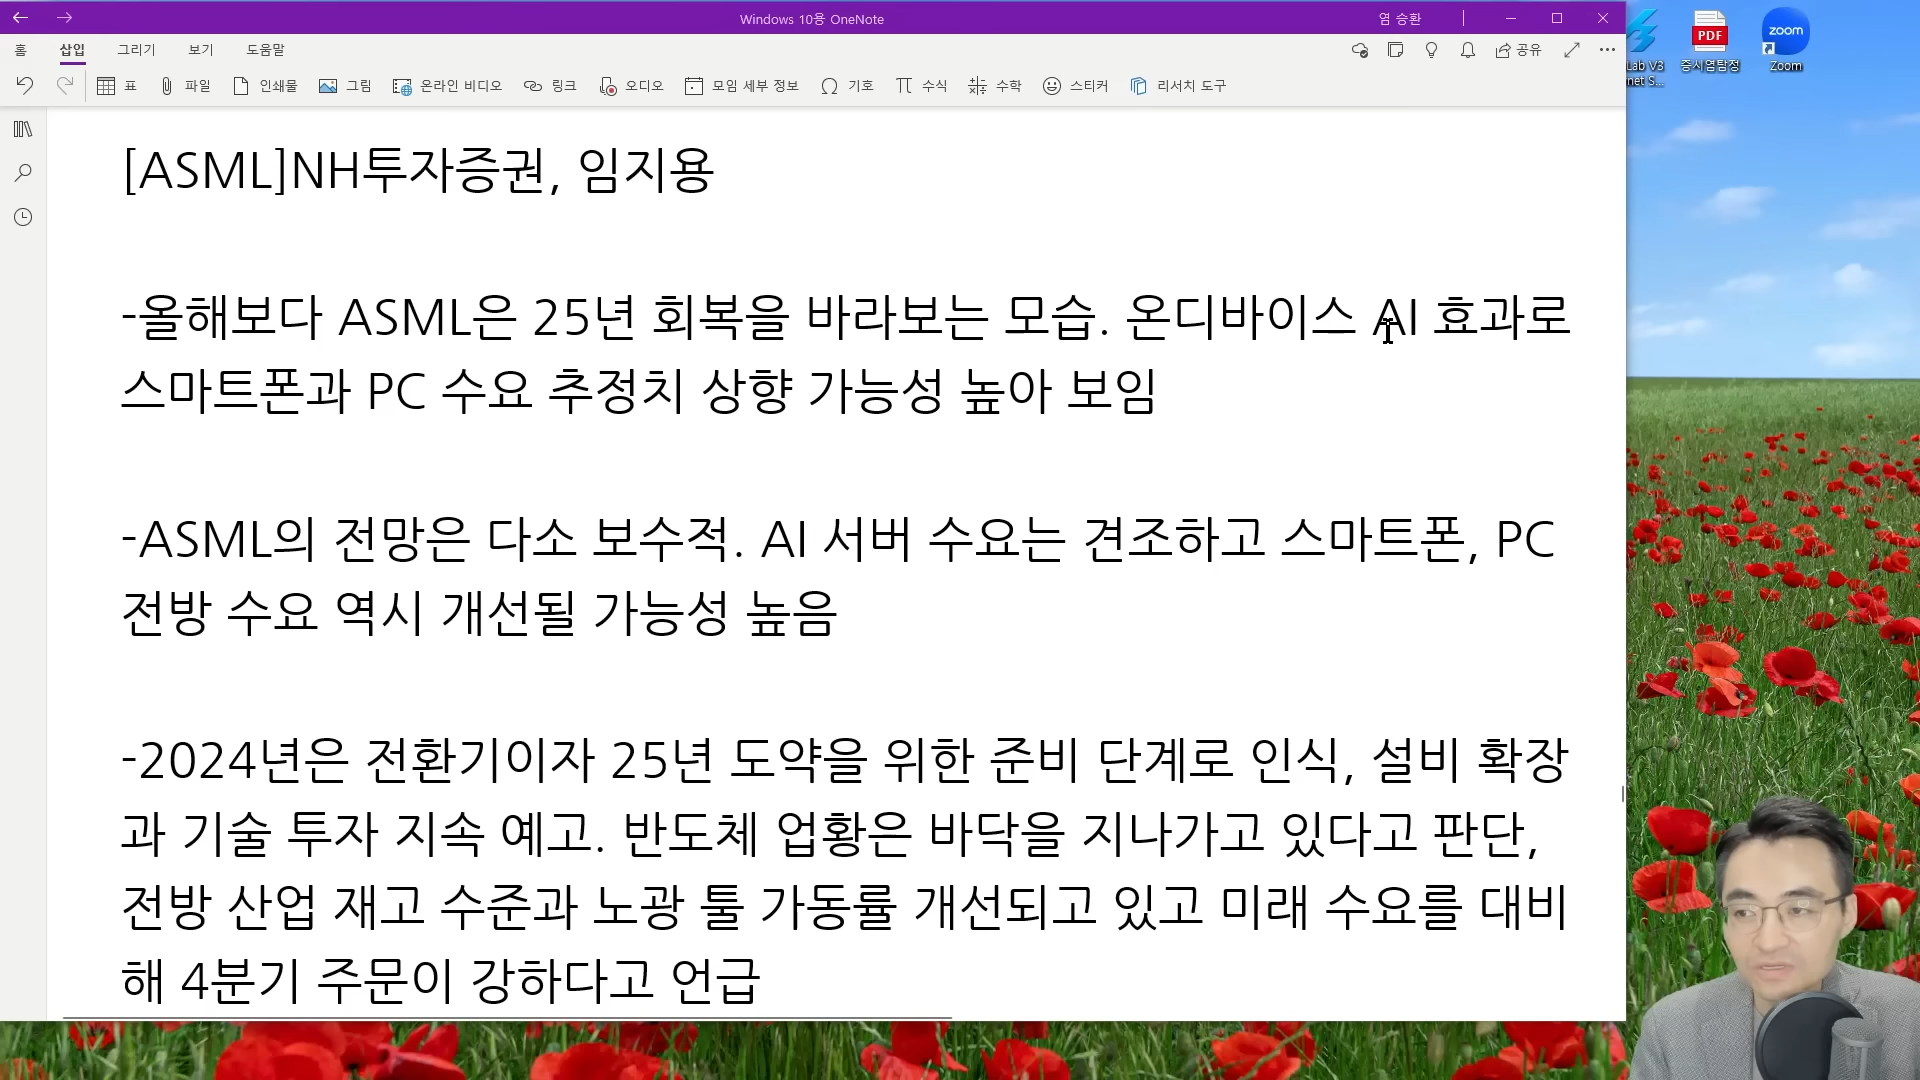 Windows 10용 OneNote
염 승환
홈 삽입 그리기 보기 도움말
공유
표 파일 인쇄물 그림 온라인 비디오 링크 오디오 모임 세부 정보 기호 수식 수학 스티커 리서치 도구
Lab V3
net S...
PDF
증시염탐정
zoom
Zoom
[ASML]NH투자증권, 임지용
-올해보다 ASML은 25년 회복을 바라보는 모습. 온디바이스 AI 효과로
스마트폰과 PC 수요 추정치 상향 가능성 높아 보임
-ASML의 전망은 다소 보수적. AI 서버 수요는 견조하고 스마트폰, PC
전방 수요 역시 개선될 가능성 높음
-2024년은 전환기이자 25년 도약을 위한 준비 단계로 인식, 설비 확장
과 기술 투자 지속 예고. 반도체 업황은 바닥을 지나가고 있다고 판단,
전방 산업 재고 수준과 노광 툴 가동률 개선되고 있고 미래 수요를 대비
해 4분기 주문이 강하다고 언급